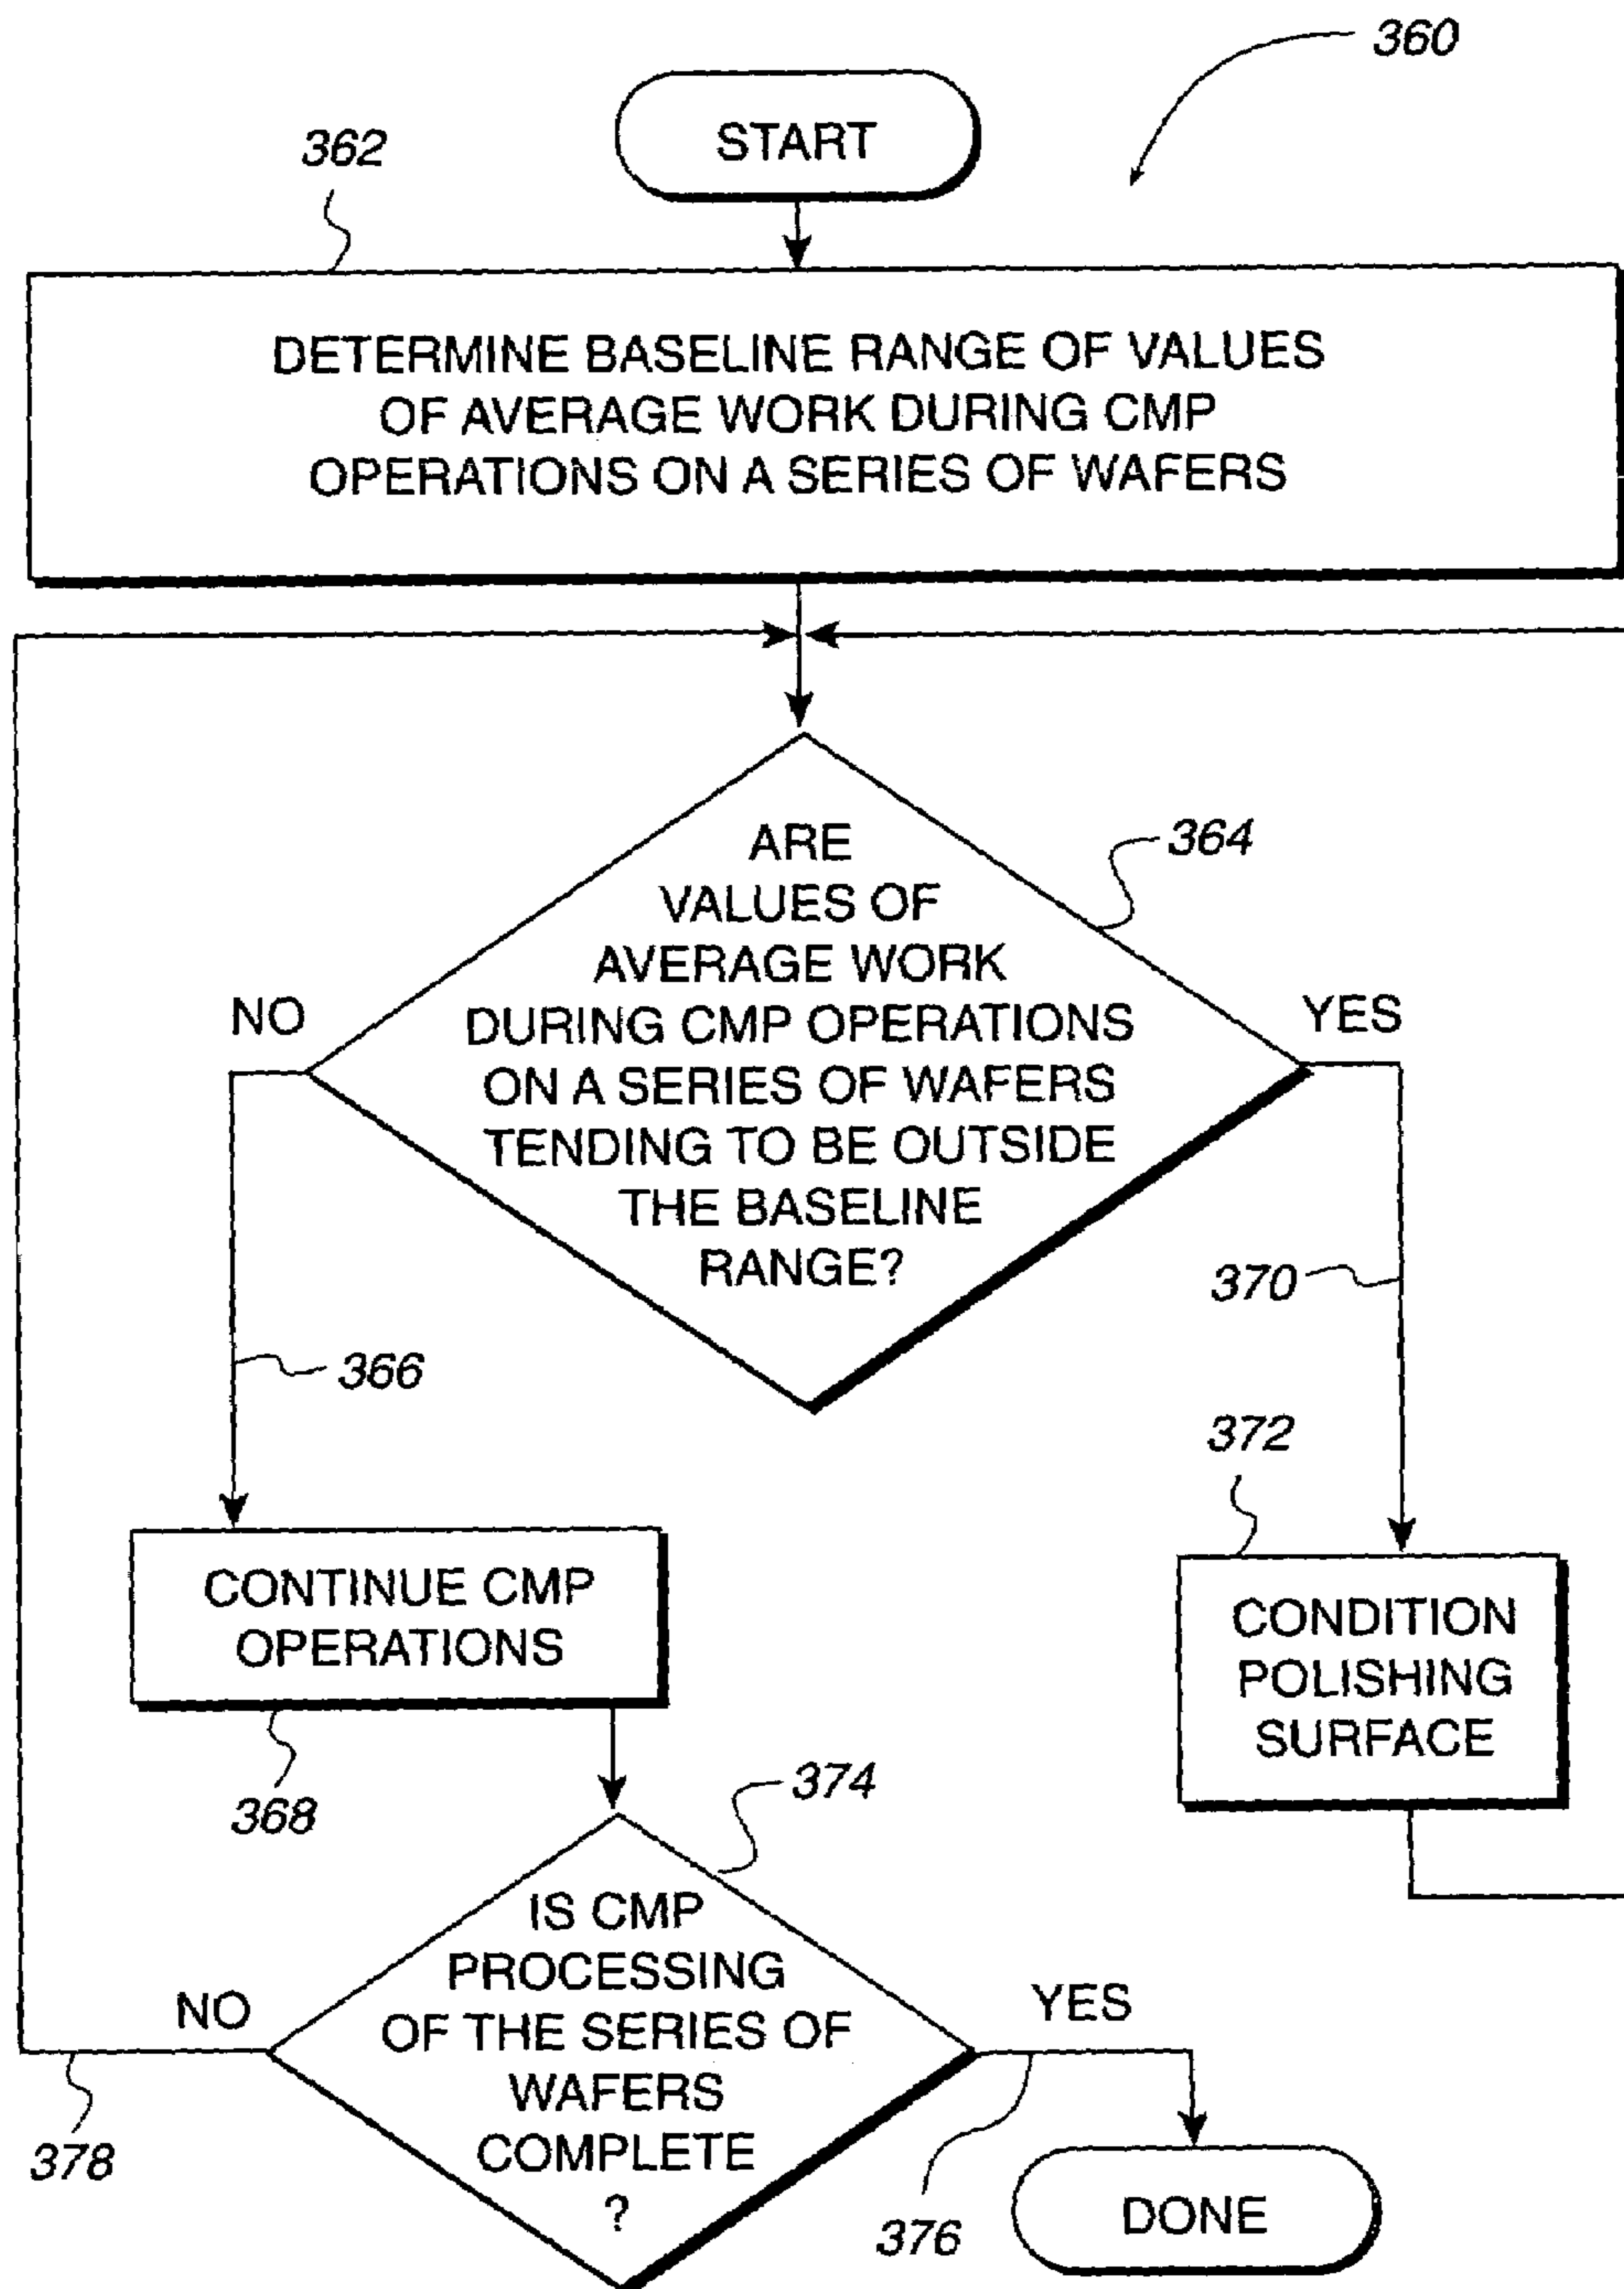 360
START
362
DETERMINE BASELINE RANGE OF VALUES
OF AVERAGE WORK DURING CMP
OPERATIONS ON A SERIES OF WAFERS
364
ARE
VALUES OF
AVERAGE WORK
DURING CMP OPERATIONS
ON A SERIES OF WAFERS
TENDING TO BE OUTSIDE
THE BASELINE
RANGE?
NO
YES
366
370
372
CONTINUE CMP
OPERATIONS
368
CONDITION
POLISHING
SURFACE
374
IS CMP
PROCESSING
OF THE SERIES OF
WAFERS
COMPLETE
?
NO
YES
378
376
DONE